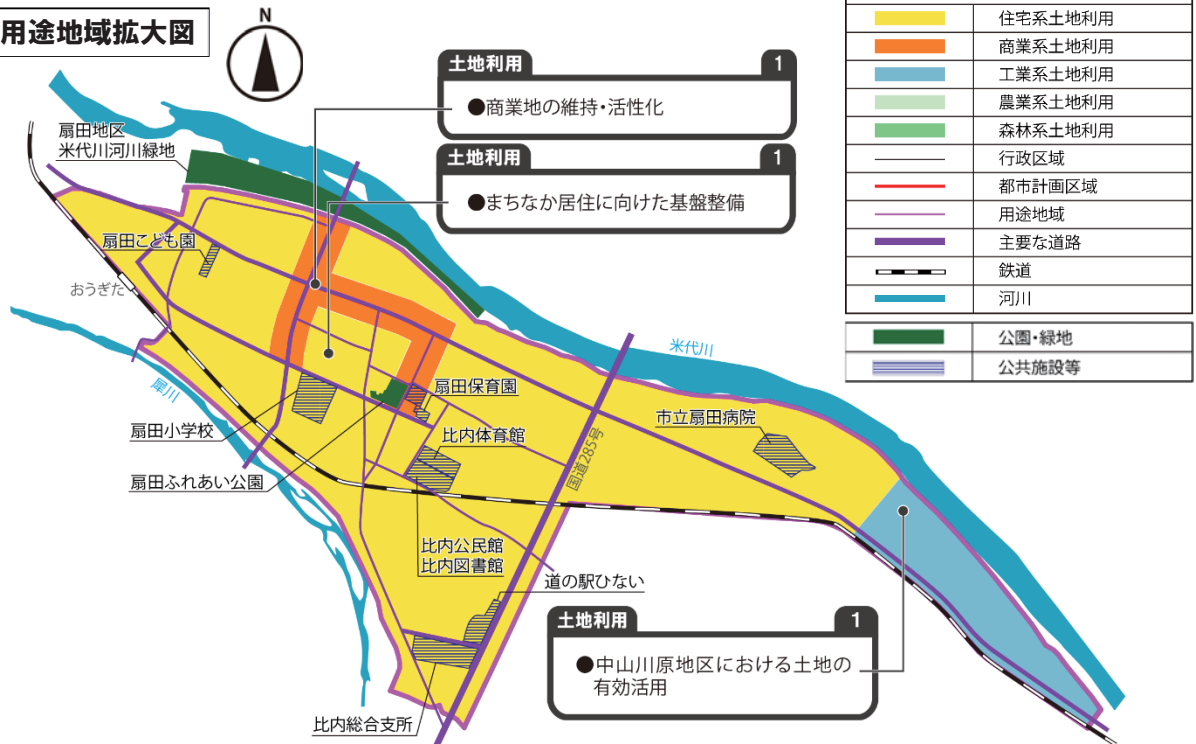 用途地域拡大図
N
土地利用 1
●商業地の維持・活性化
土地利用 1
●まちなか居住に向けた基盤整備
住宅系土地利用
商業系土地利用
工業系土地利用
農業系土地利用
森林系土地利用
行政区域
都市計画区域
用途地域
主要な道路
鉄道
河川
公園・緑地
公共施設等
扇田地区
米代川河川緑地
扇田こども園
おうぎた
犀川
米代川
扇田保育園
扇田小学校
比内体育館
市立扇田病院
国道285号
扇田ふれあい公園
比内公民館
比内図書館
道の駅ひない
土地利用 1
●中山川原地区における土地の
有効活用
比内総合支所